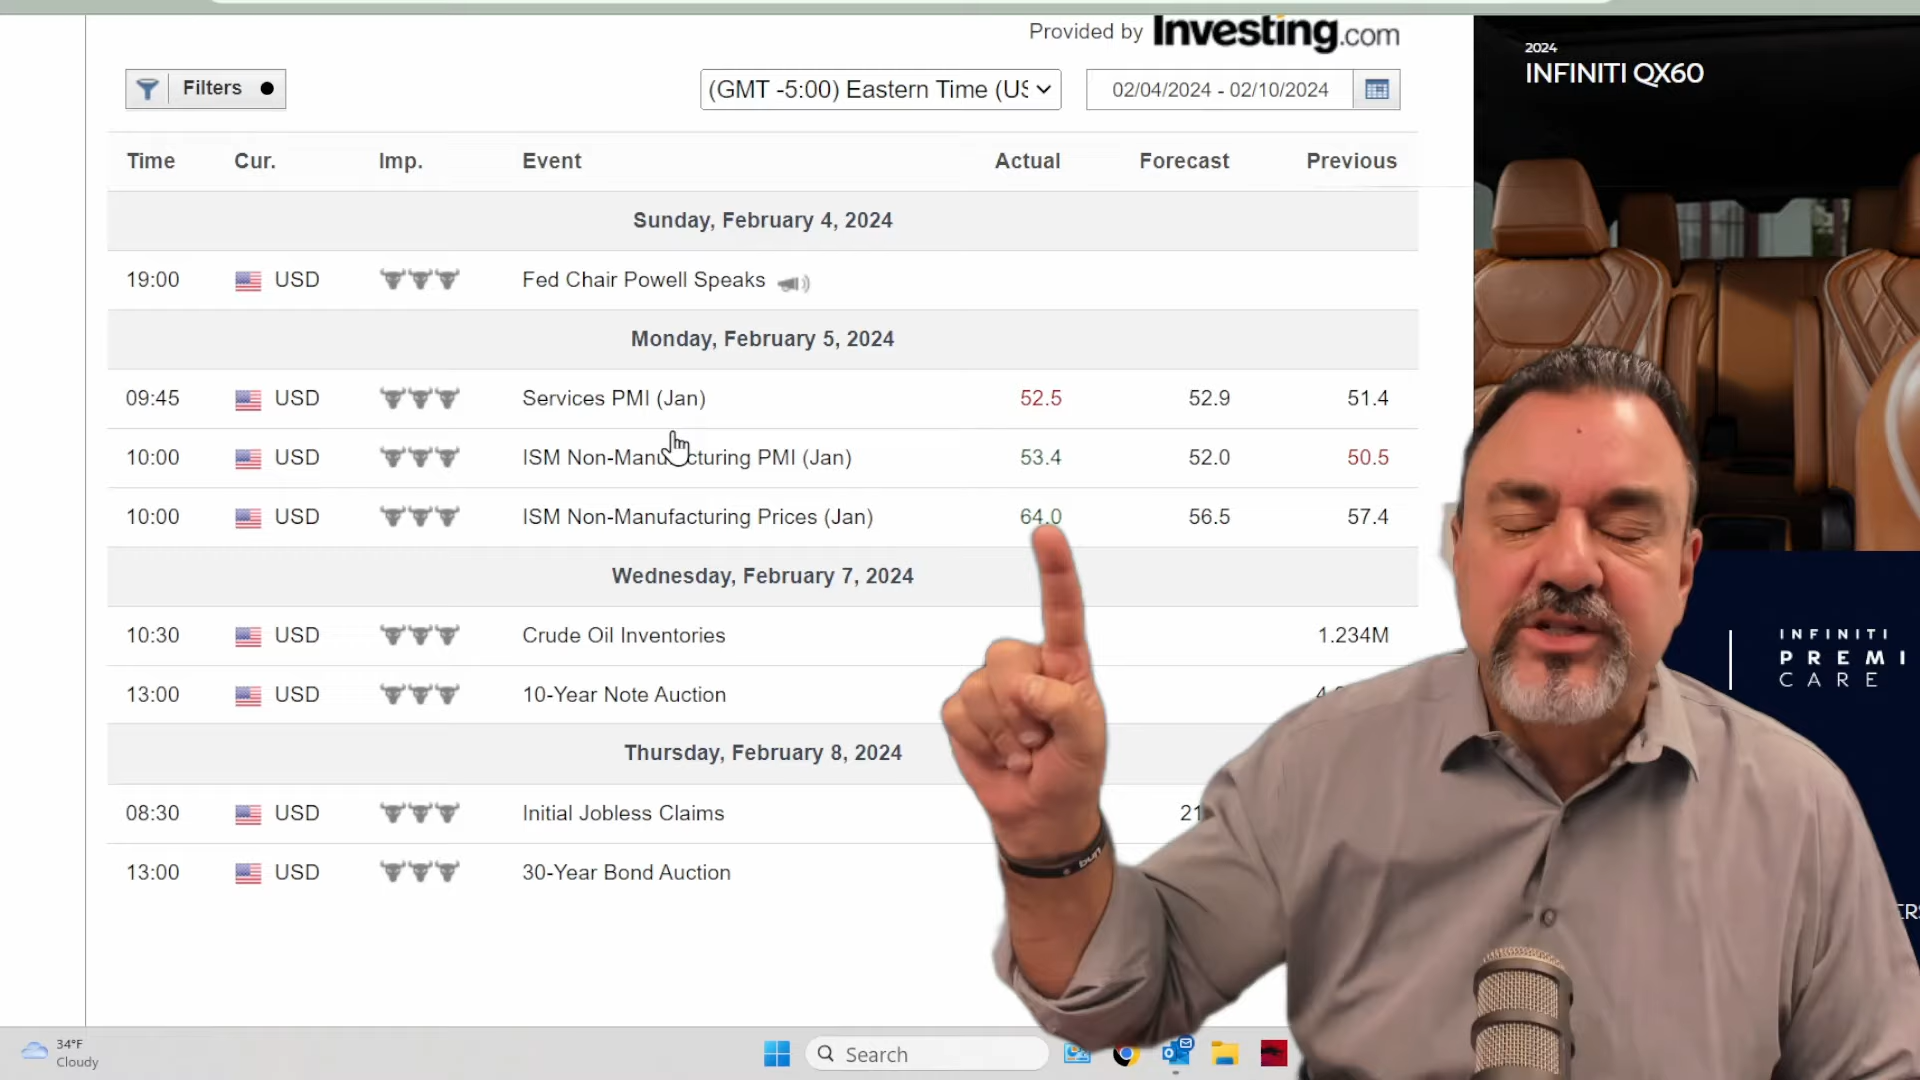 Provided by Investing.com
Filters
(GMT -5:00) Eastern Time (US
02/04/2024 - 02/10/2024
Time Cur. Imp. Event Actual Forecast Previous
Sunday, February 4, 2024
19:00 USD Fed Chair Powell Speaks
Monday, February 5, 2024
09:45 USD Services PMI (Jan) 52.5 52.9 51.4
10:00 USD ISM Non-Manufacturing PMI (Jan) 53.4 52.0 50.5
10:00 USD ISM Non-Manufacturing Prices (Jan) 64.0 56.5 57.4
Wednesday, February 7, 2024
10:30 USD Crude Oil Inventories 1.234M
13:00 USD 10-Year Note Auction
Thursday, February 8, 2024
08:30 USD Initial Jobless Claims
13:00 USD 30-Year Bond Auction
2024
INFINITI QX60
INFINITI
PREMI
CARE
34°F
Cloudy
Search